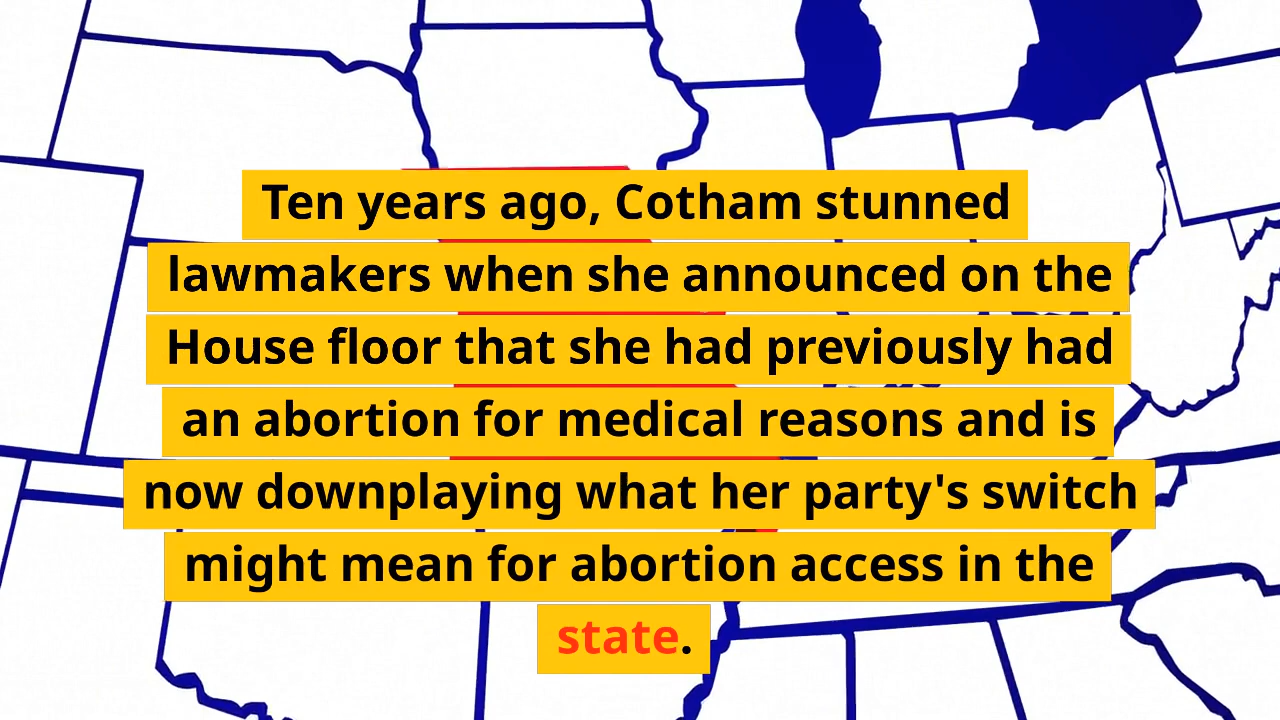 Ten years ago, Cotham stunned
lawmakers when she announced on the
House floor that she had previously had
an abortion for medical reasons and is
now downplaying what her party's switch
might mean for abortion access in the
state.